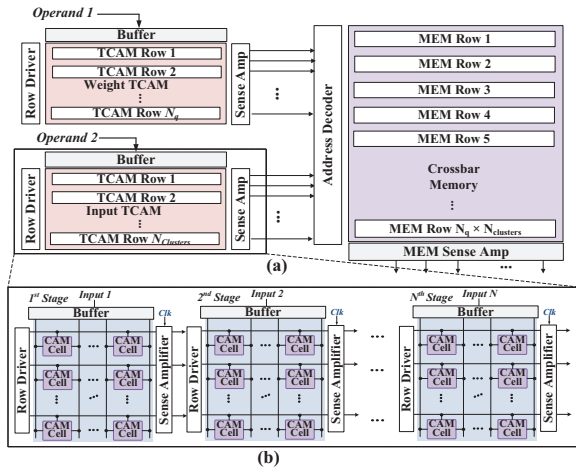 Operand 1
Buffer
Row Driver
TCAM Row 1
TCAM Row 2
Weight TCAM
⋮
TCAM Row N_q
Sense Amp
...
Operand 2
Buffer
Row Driver
TCAM Row 1
TCAM Row 2
Input TCAM
⋮
TCAM Row N_Clusters
Sense Amp
...
Address Decoder
MEM Row 1
MEM Row 2
MEM Row 3
MEM Row 4
MEM Row 5
Crossbar
Memory
⋮
MEM Row N_q × N_clusters
MEM Sense Amp
...
(a)
1st Stage
Input 1
Buffer
Clk
Row Driver
CAM Cell ... CAM Cell
CAM Cell ... CAM Cell
CAM Cell ... CAM Cell
Sense Amplifier
2nd Stage
Input 2
Buffer
Clk
Row Driver
CAM Cell ... CAM Cell
CAM Cell ... CAM Cell
CAM Cell ... CAM Cell
Sense Amplifier
...
Nth Stage
Input N
Buffer
Clk
Row Driver
CAM Cell ... CAM Cell
CAM Cell ... CAM Cell
CAM Cell ... CAM Cell
Sense Amplifier
(b)